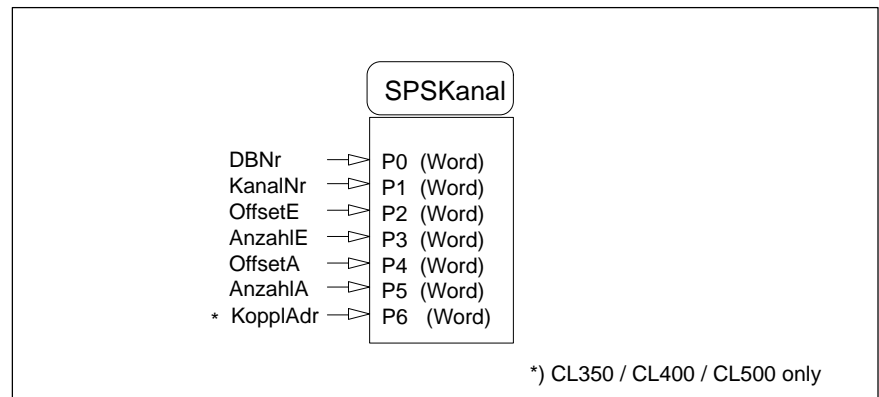 SPSKanal
DBNr P0 (Word)
KanalNr P1 (Word)
OffsetE P2 (Word)
AnzahlE P3 (Word)
OffsetA P4 (Word)
AnzahlA P5 (Word)
* KopplAdr P6 (Word)
*) CL350 / CL400 / CL500 only